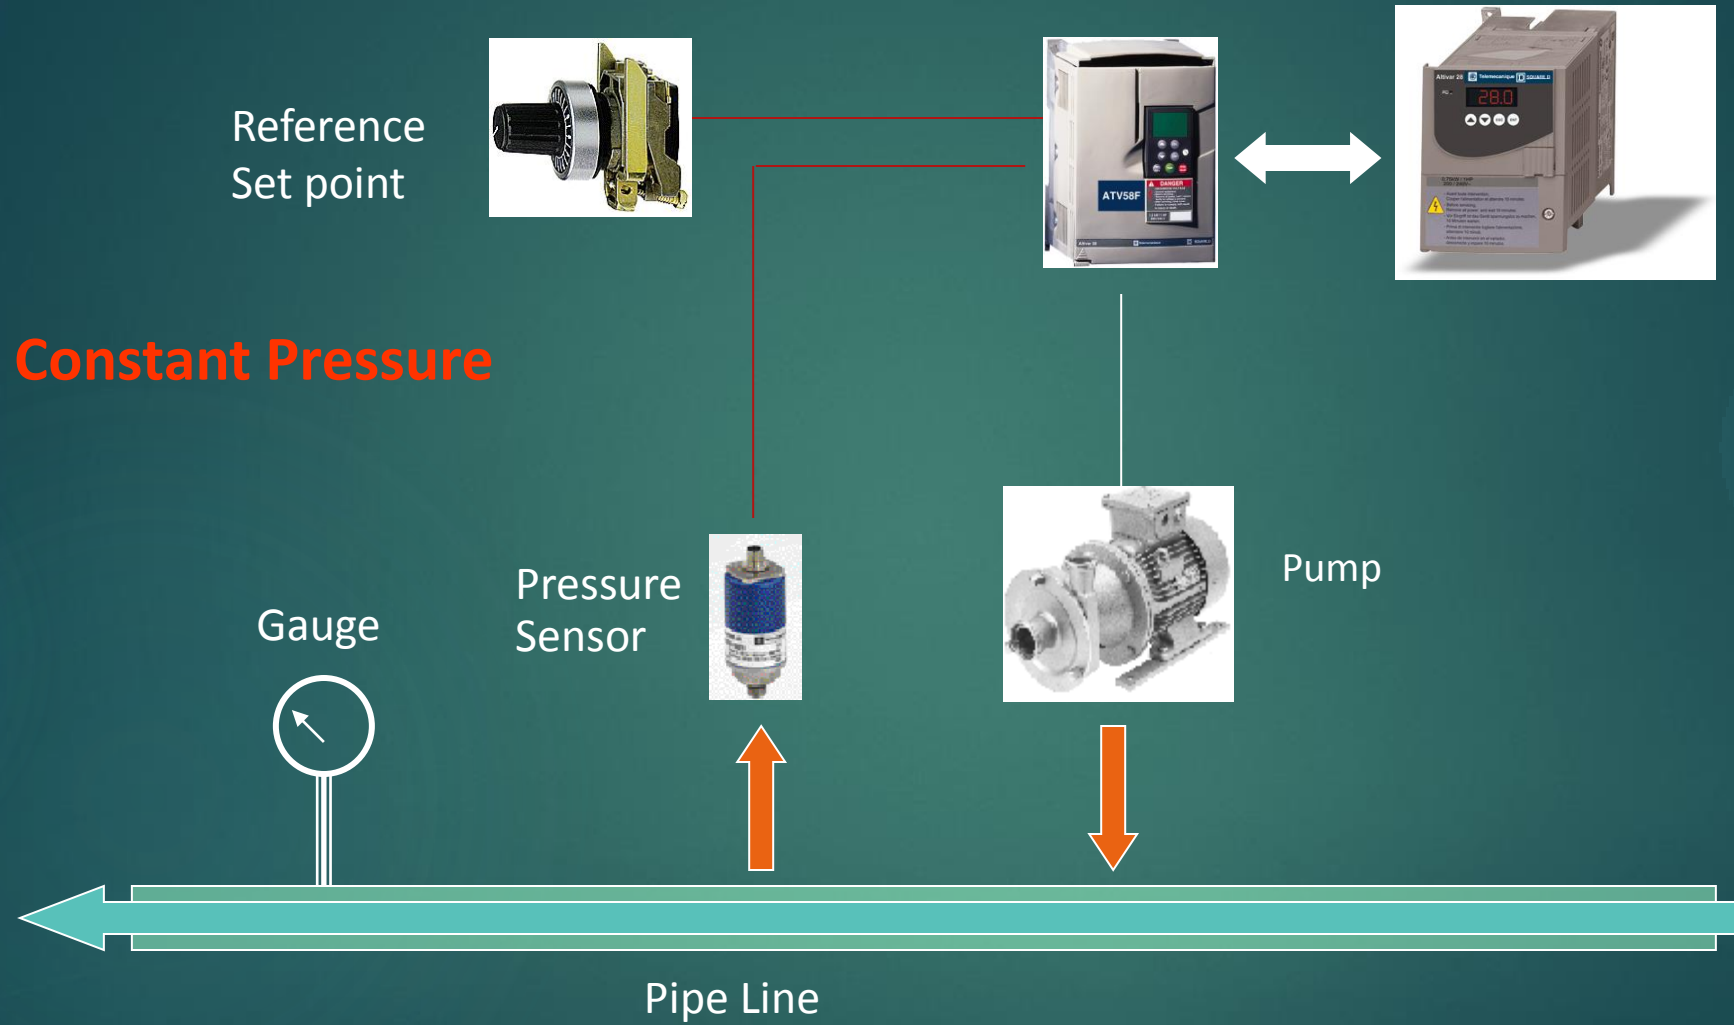 Reference
Set point
Altivar 28 Telemecanique SQUARE D
28.0
ATV58F
DANGER
Constant Pressure
Pressure
Sensor
Pump
Gauge
Pipe Line